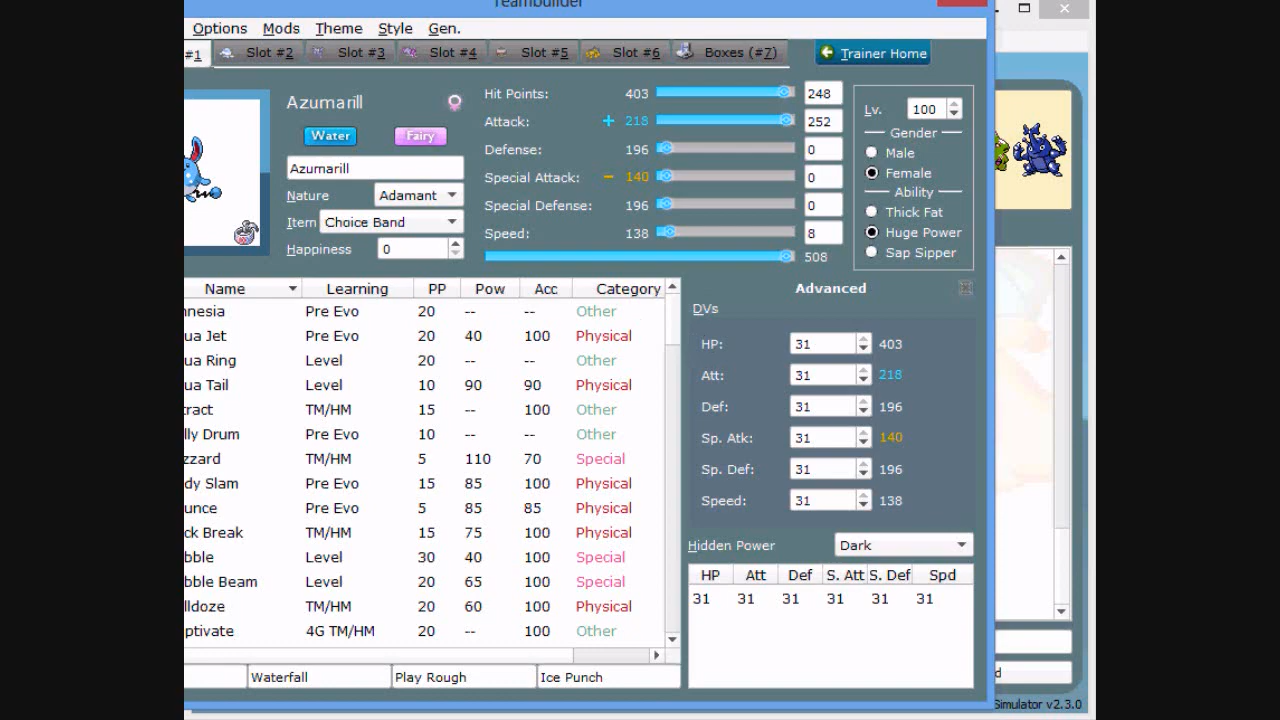 Teambuilder
Options Mods Theme Style Gen.
#1 Slot #2 Slot #3 Slot #4 Slot #5 Slot #6 Boxes (#7) Trainer Home
Azumarill
Water Fairy
Azumarill
Nature Adamant
Item Choice Band
Happiness 0
Hit Points: 403 248
Attack: + 218 252
Defense: 196 0
Special Attack: − 140 0
Special Defense: 196 0
Speed: 138 8
508
Lv. 100
Gender
Male
Female
Ability
Thick Fat
Huge Power
Sap Sipper
Name Learning PP Pow Acc Category
nnesia Pre Evo 20 -- -- Other
ua Jet Pre Evo 20 40 100 Physical
ua Ring Level 20 -- -- Other
ua Tail Level 10 90 90 Physical
tract TM/HM 15 -- 100 Other
lly Drum Pre Evo 10 -- -- Other
zzard TM/HM 5 110 70 Special
dy Slam Pre Evo 15 85 100 Physical
unce Pre Evo 5 85 85 Physical
ck Break TM/HM 15 75 100 Physical
bble Level 30 40 100 Special
bble Beam Level 20 65 100 Special
lldoze TM/HM 20 60 100 Physical
ptivate 4G TM/HM 20 -- 100 Other
Waterfall Play Rough Ice Punch
Advanced
DVs
HP: 31 403
Att: 31 218
Def: 31 196
Sp. Atk: 31 140
Sp. Def: 31 196
Speed: 31 138
Hidden Power Dark
HP Att Def S. Att S. Def Spd
31 31 31 31 31 31
d
Simulator v2.3.0